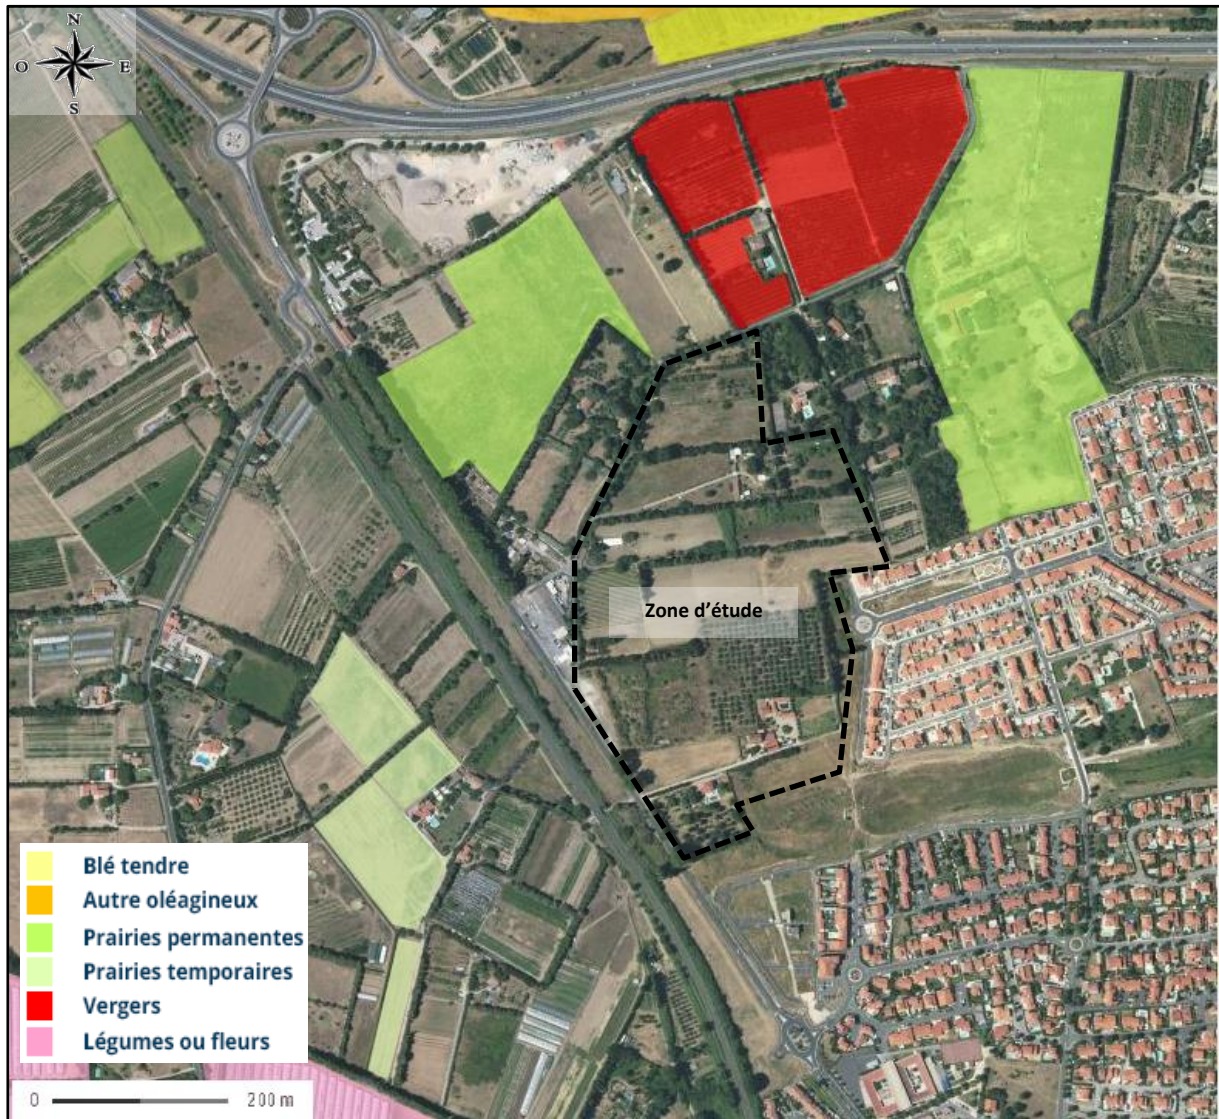 N
O E
S
Zone d'étude
Blé tendre
Autre oléagineux
Prairies permanentes
Prairies temporaires
Vergers
Légumes ou fleurs
0 200 m